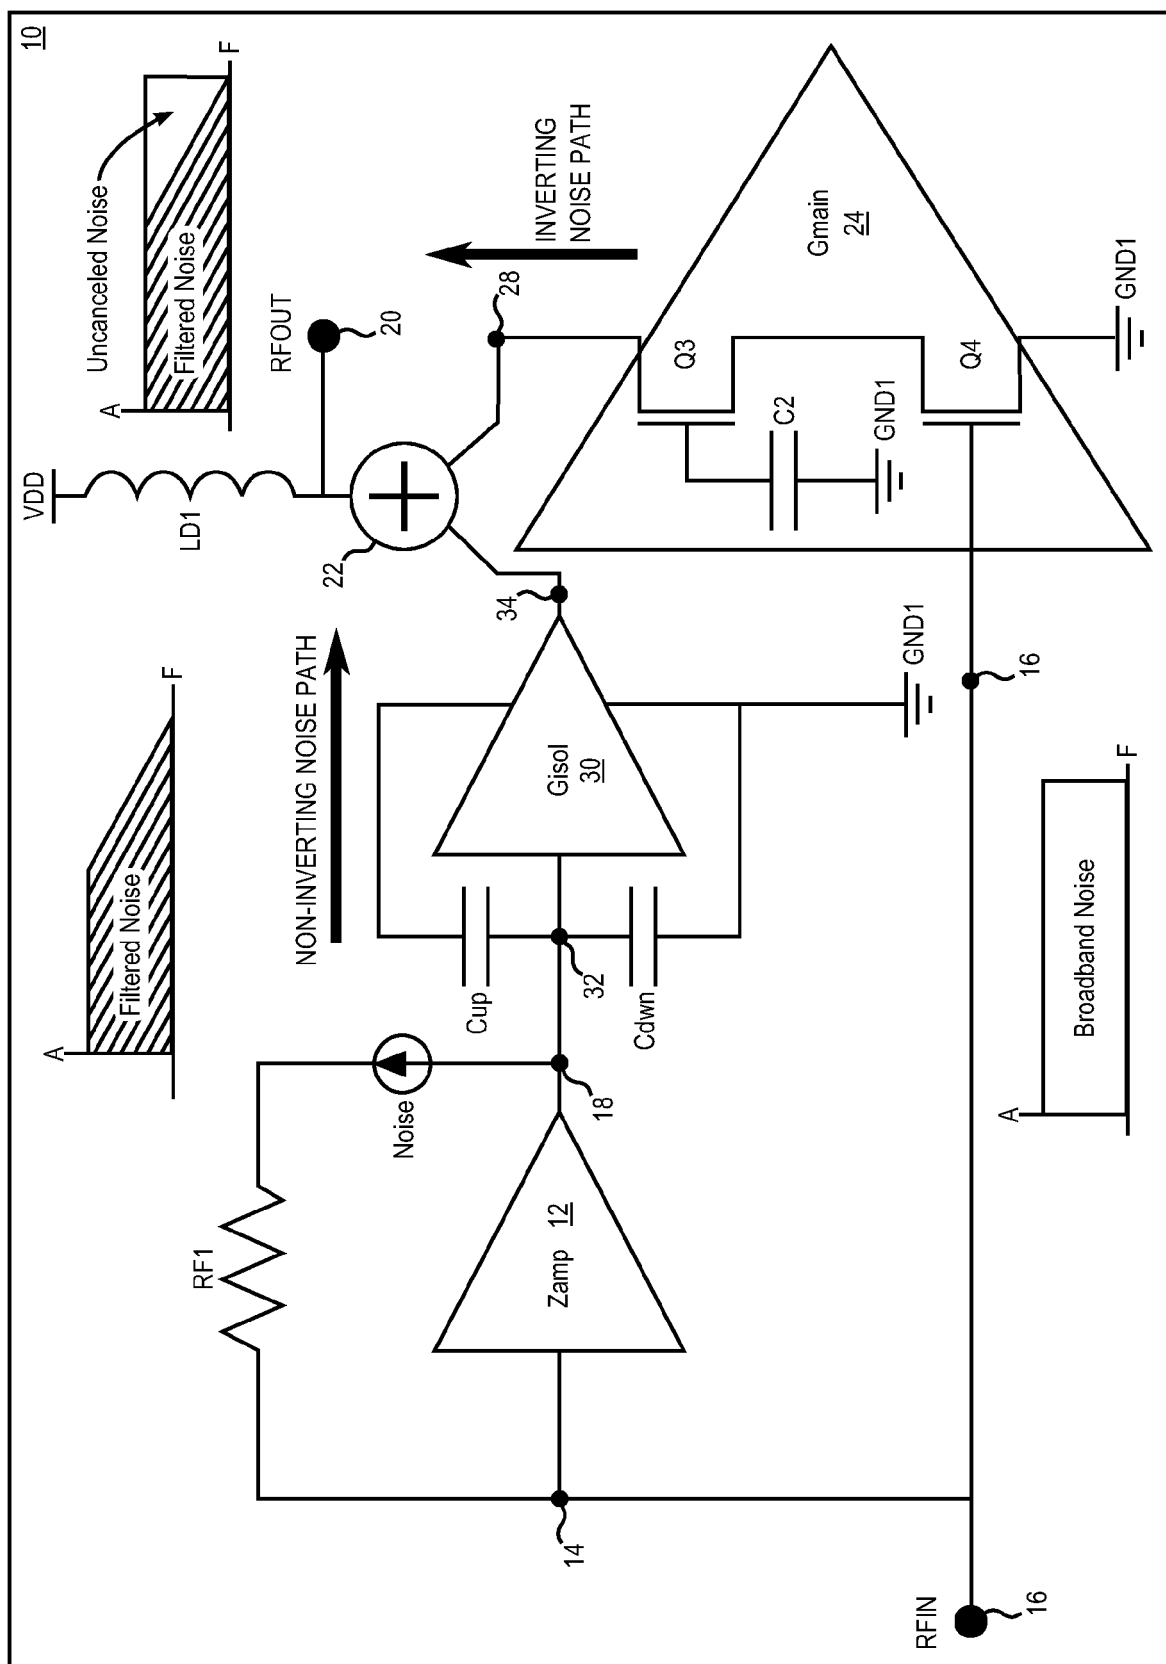 10
A
Filtered Noise
F
VDD
LD1
A
Uncanceled Noise
Filtered Noise
F
RFOUT
20
22
NON-INVERTING NOISE PATH
INVERTING
NOISE PATH
28
34
RF1
Noise
18
Zamp 12
14
Cup
32
Cdwn
Gisol
30
GND1
Gmain
24
Q3
C2
GND1
Q4
GND1
16
A
Broadband Noise
F
RFIN
16